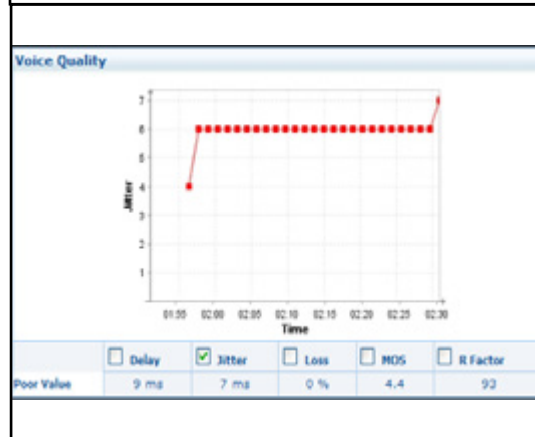 Voice Quality
7
6
5
4
3
2
1
Jitter
01:55 02:00 02:05 02:10 02:15 02:20 02:25 02:30
Time
Delay Jitter Loss MOS R Factor
Poor Value 9 ms 7 ms 0 % 4.4 93